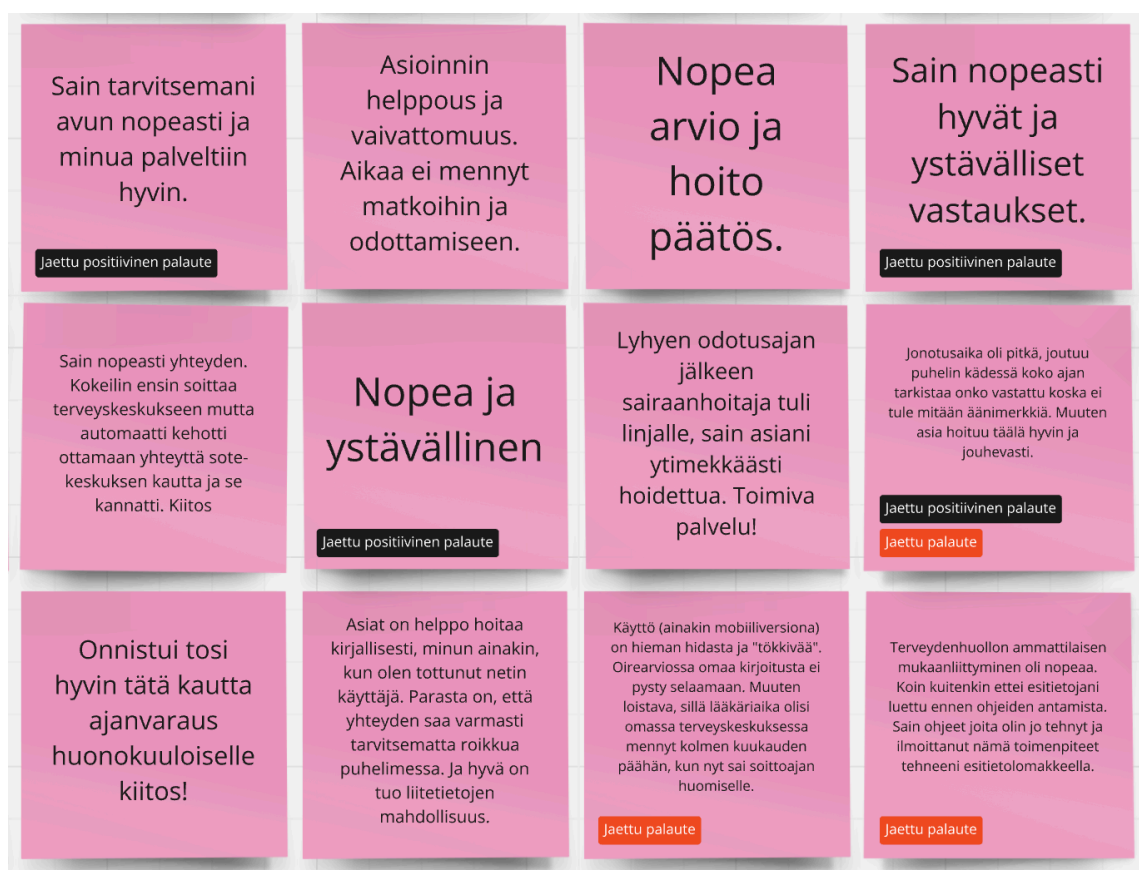 Sain tarvitsemani
avun nopeasti ja
minua palveltiin
hyvin.
Jaettu positiivinen palaute
Asioinnin
helppous ja
vaivattomuus.
Aikaa ei mennyt
matkoihin ja
odottamiseen.
Nopea
arvio ja
hoito
päätös.
Sain nopeasti
hyvät ja
ystävälliset
vastaukset.
Jaettu positiivinen palaute
Sain nopeasti yhteyden.
Kokeilin ensin soittaa
terveyskeskukseen mutta
automaatti kehotti
ottamaan yhteyttä sote-
keskuksen kautta ja se
kannatti. Kiitos
Nopea ja
ystävällinen
Jaettu positiivinen palaute
Lyhyen odotusajan
jälkeen
sairaanhoitaja tuli
linjalle, sain asiani
ytimekkäästi
hoidettua. Toimiva
palvelu!
Jonotusaika oli pitkä, joutuu
puhelin kädessä koko ajan
tarkistaa onko vastattu koska ei
tule mitään äänimerkkiä. Muuten
asia hoituu täälä hyvin ja
jouhevasti.
Jaettu positiivinen palaute
Jaettu palaute
Onnistui tosi
hyvin tätä kautta
ajanvaraus
huonokuuloiselle
kiitos!
Asiat on helppo hoitaa
kirjallisesti, minun ainakin,
kun olen tottunut netin
käyttäjä. Parasta on, että
yhteyden saa varmasti
tarvitsematta roikkua
puhelimessa. Ja hyvä on
tuo liitetietojen
mahdollisuus.
Käyttö (ainakin mobiiliversiona)
on hieman hidasta ja "tökkivää".
Oirearviossa omaa kirjoitusta ei
pysty selaamaan. Muuten
loistava, sillä lääkäriaika olisi
omassa terveyskeskuksessa
mennyt kolmen kuukauden
päähän, kun nyt sai soittoajan
huomiselle.
Jaettu palaute
Terveydenhuollon ammattilaisen
mukaanliittyminen oli nopeaa.
Koin kuitenkin ettei esitietojani
luettu ennen ohjeiden antamista.
Sain ohjeet joita olin jo tehnyt ja
ilmoittanut nämä toimenpiteet
tehneeni esitietolomakkeella.
Jaettu palaute